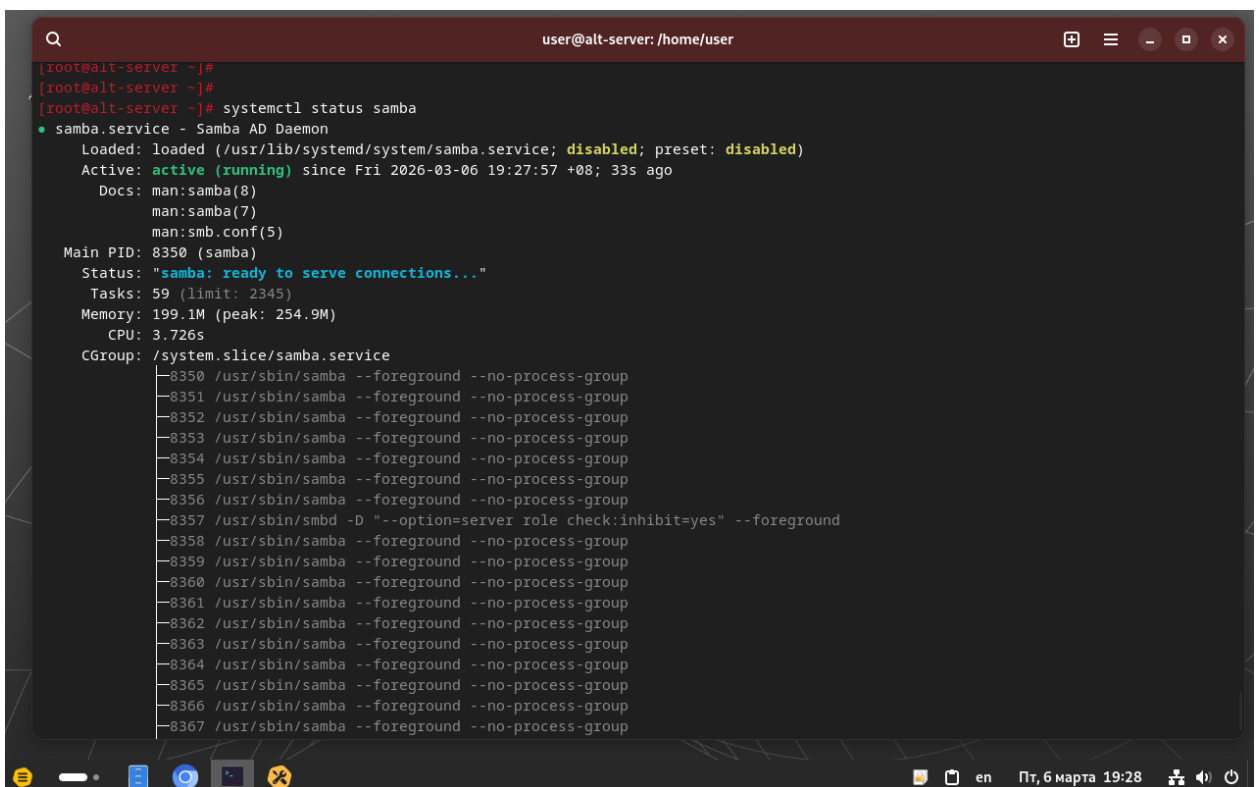 user@alt-server: /home/user
[root@alt-server ~]#
[root@alt-server ~]#
[root@alt-server ~]# systemctl status samba
● samba.service - Samba AD Daemon
Loaded: loaded (/usr/lib/systemd/system/samba.service; disabled; preset: disabled)
Active: active (running) since Fri 2026-03-06 19:27:57 +08; 33s ago
Docs: man:samba(8)
man:samba(7)
man:smb.conf(5)
Main PID: 8350 (samba)
Status: "samba: ready to serve connections..."
Tasks: 59 (limit: 2345)
Memory: 199.1M (peak: 254.9M)
CPU: 3.726s
CGroup: /system.slice/samba.service
├─8350 /usr/sbin/samba --foreground --no-process-group
├─8351 /usr/sbin/samba --foreground --no-process-group
├─8352 /usr/sbin/samba --foreground --no-process-group
├─8353 /usr/sbin/samba --foreground --no-process-group
├─8354 /usr/sbin/samba --foreground --no-process-group
├─8355 /usr/sbin/samba --foreground --no-process-group
├─8356 /usr/sbin/samba --foreground --no-process-group
├─8357 /usr/sbin/smbd -D "--option=server role check:inhibit=yes" --foreground
├─8358 /usr/sbin/samba --foreground --no-process-group
├─8359 /usr/sbin/samba --foreground --no-process-group
├─8360 /usr/sbin/samba --foreground --no-process-group
├─8361 /usr/sbin/samba --foreground --no-process-group
├─8362 /usr/sbin/samba --foreground --no-process-group
├─8363 /usr/sbin/samba --foreground --no-process-group
├─8364 /usr/sbin/samba --foreground --no-process-group
├─8365 /usr/sbin/samba --foreground --no-process-group
├─8366 /usr/sbin/samba --foreground --no-process-group
├─8367 /usr/sbin/samba --foreground --no-process-group
en Пт, 6 марта 19:28